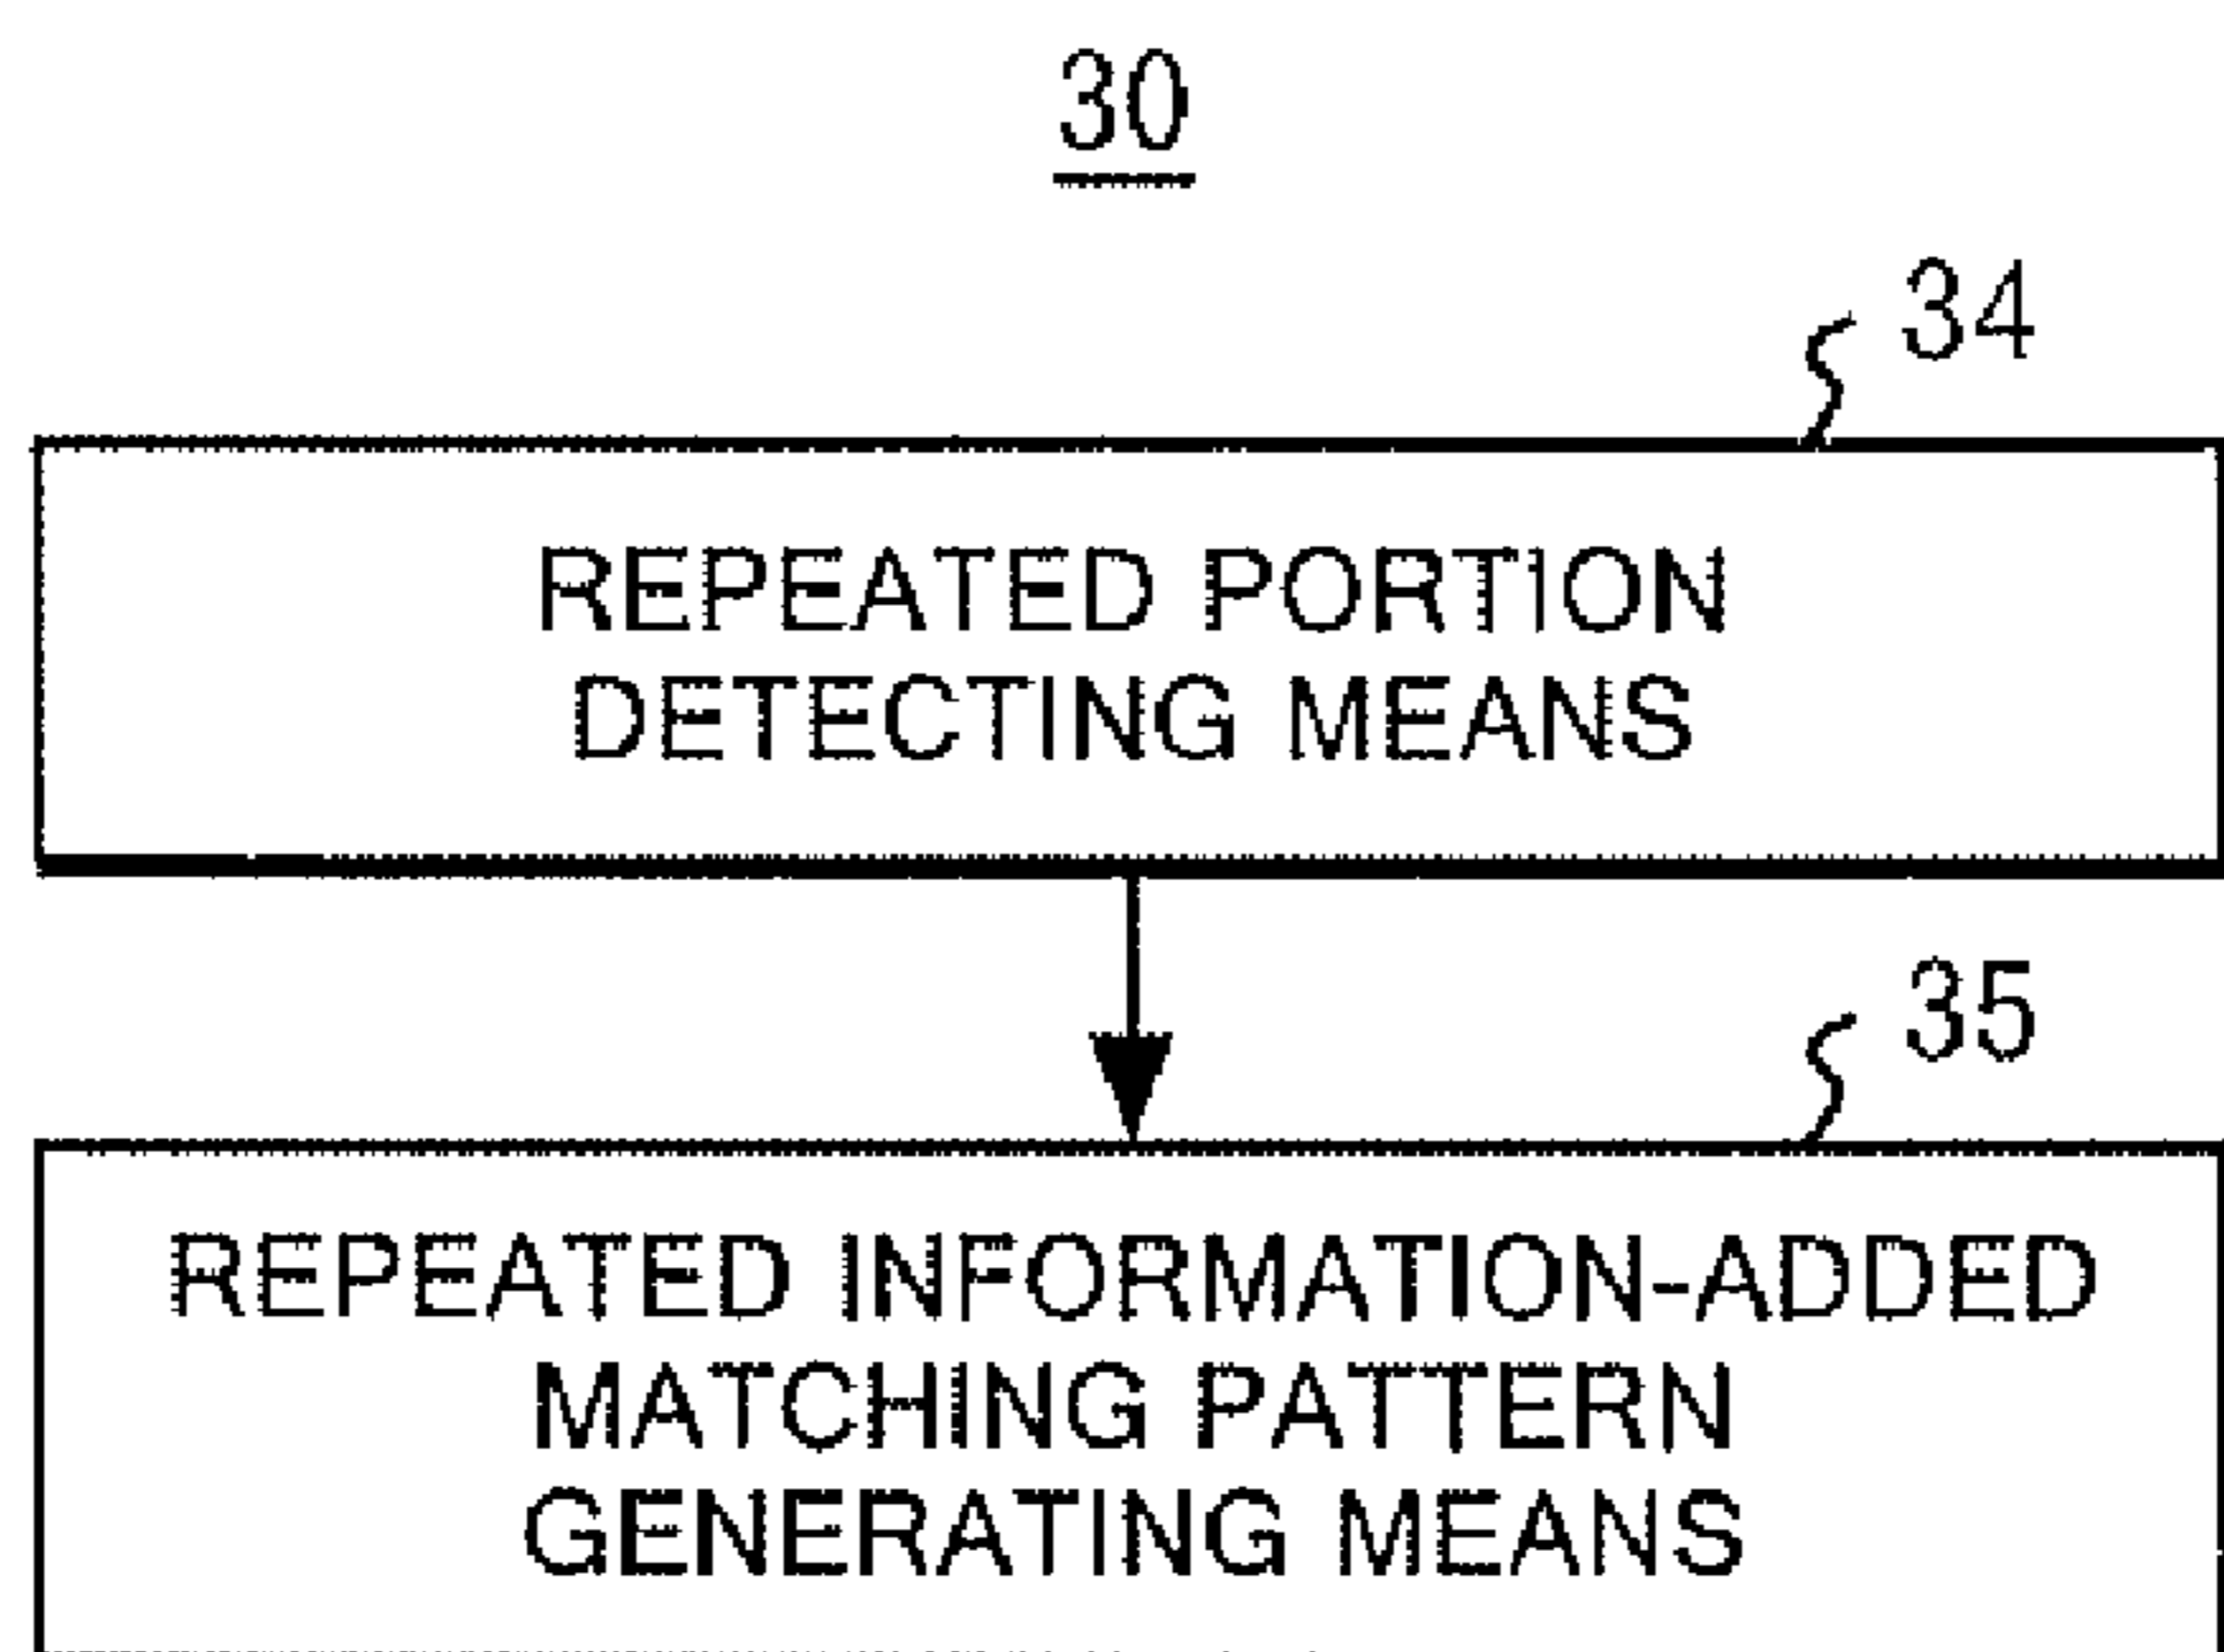 30
34
REPEATED PORTION
DETECTING MEANS
35
REPEATED INFORMATION-ADDED
MATCHING PATTERN
GENERATING MEANS